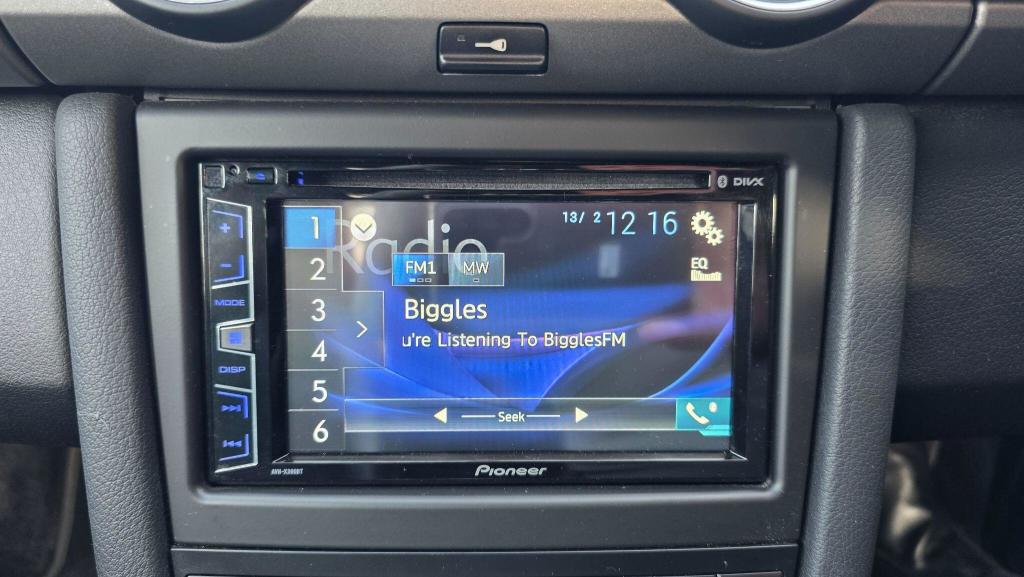 DIVX
1
Radio
13/ 2 12 16
FM1
MW
EQ
2
Biggles
u're Listening To BigglesFM
3
4
5
6
Seek
MODE
DISP
AVH-X390BT
Pioneer